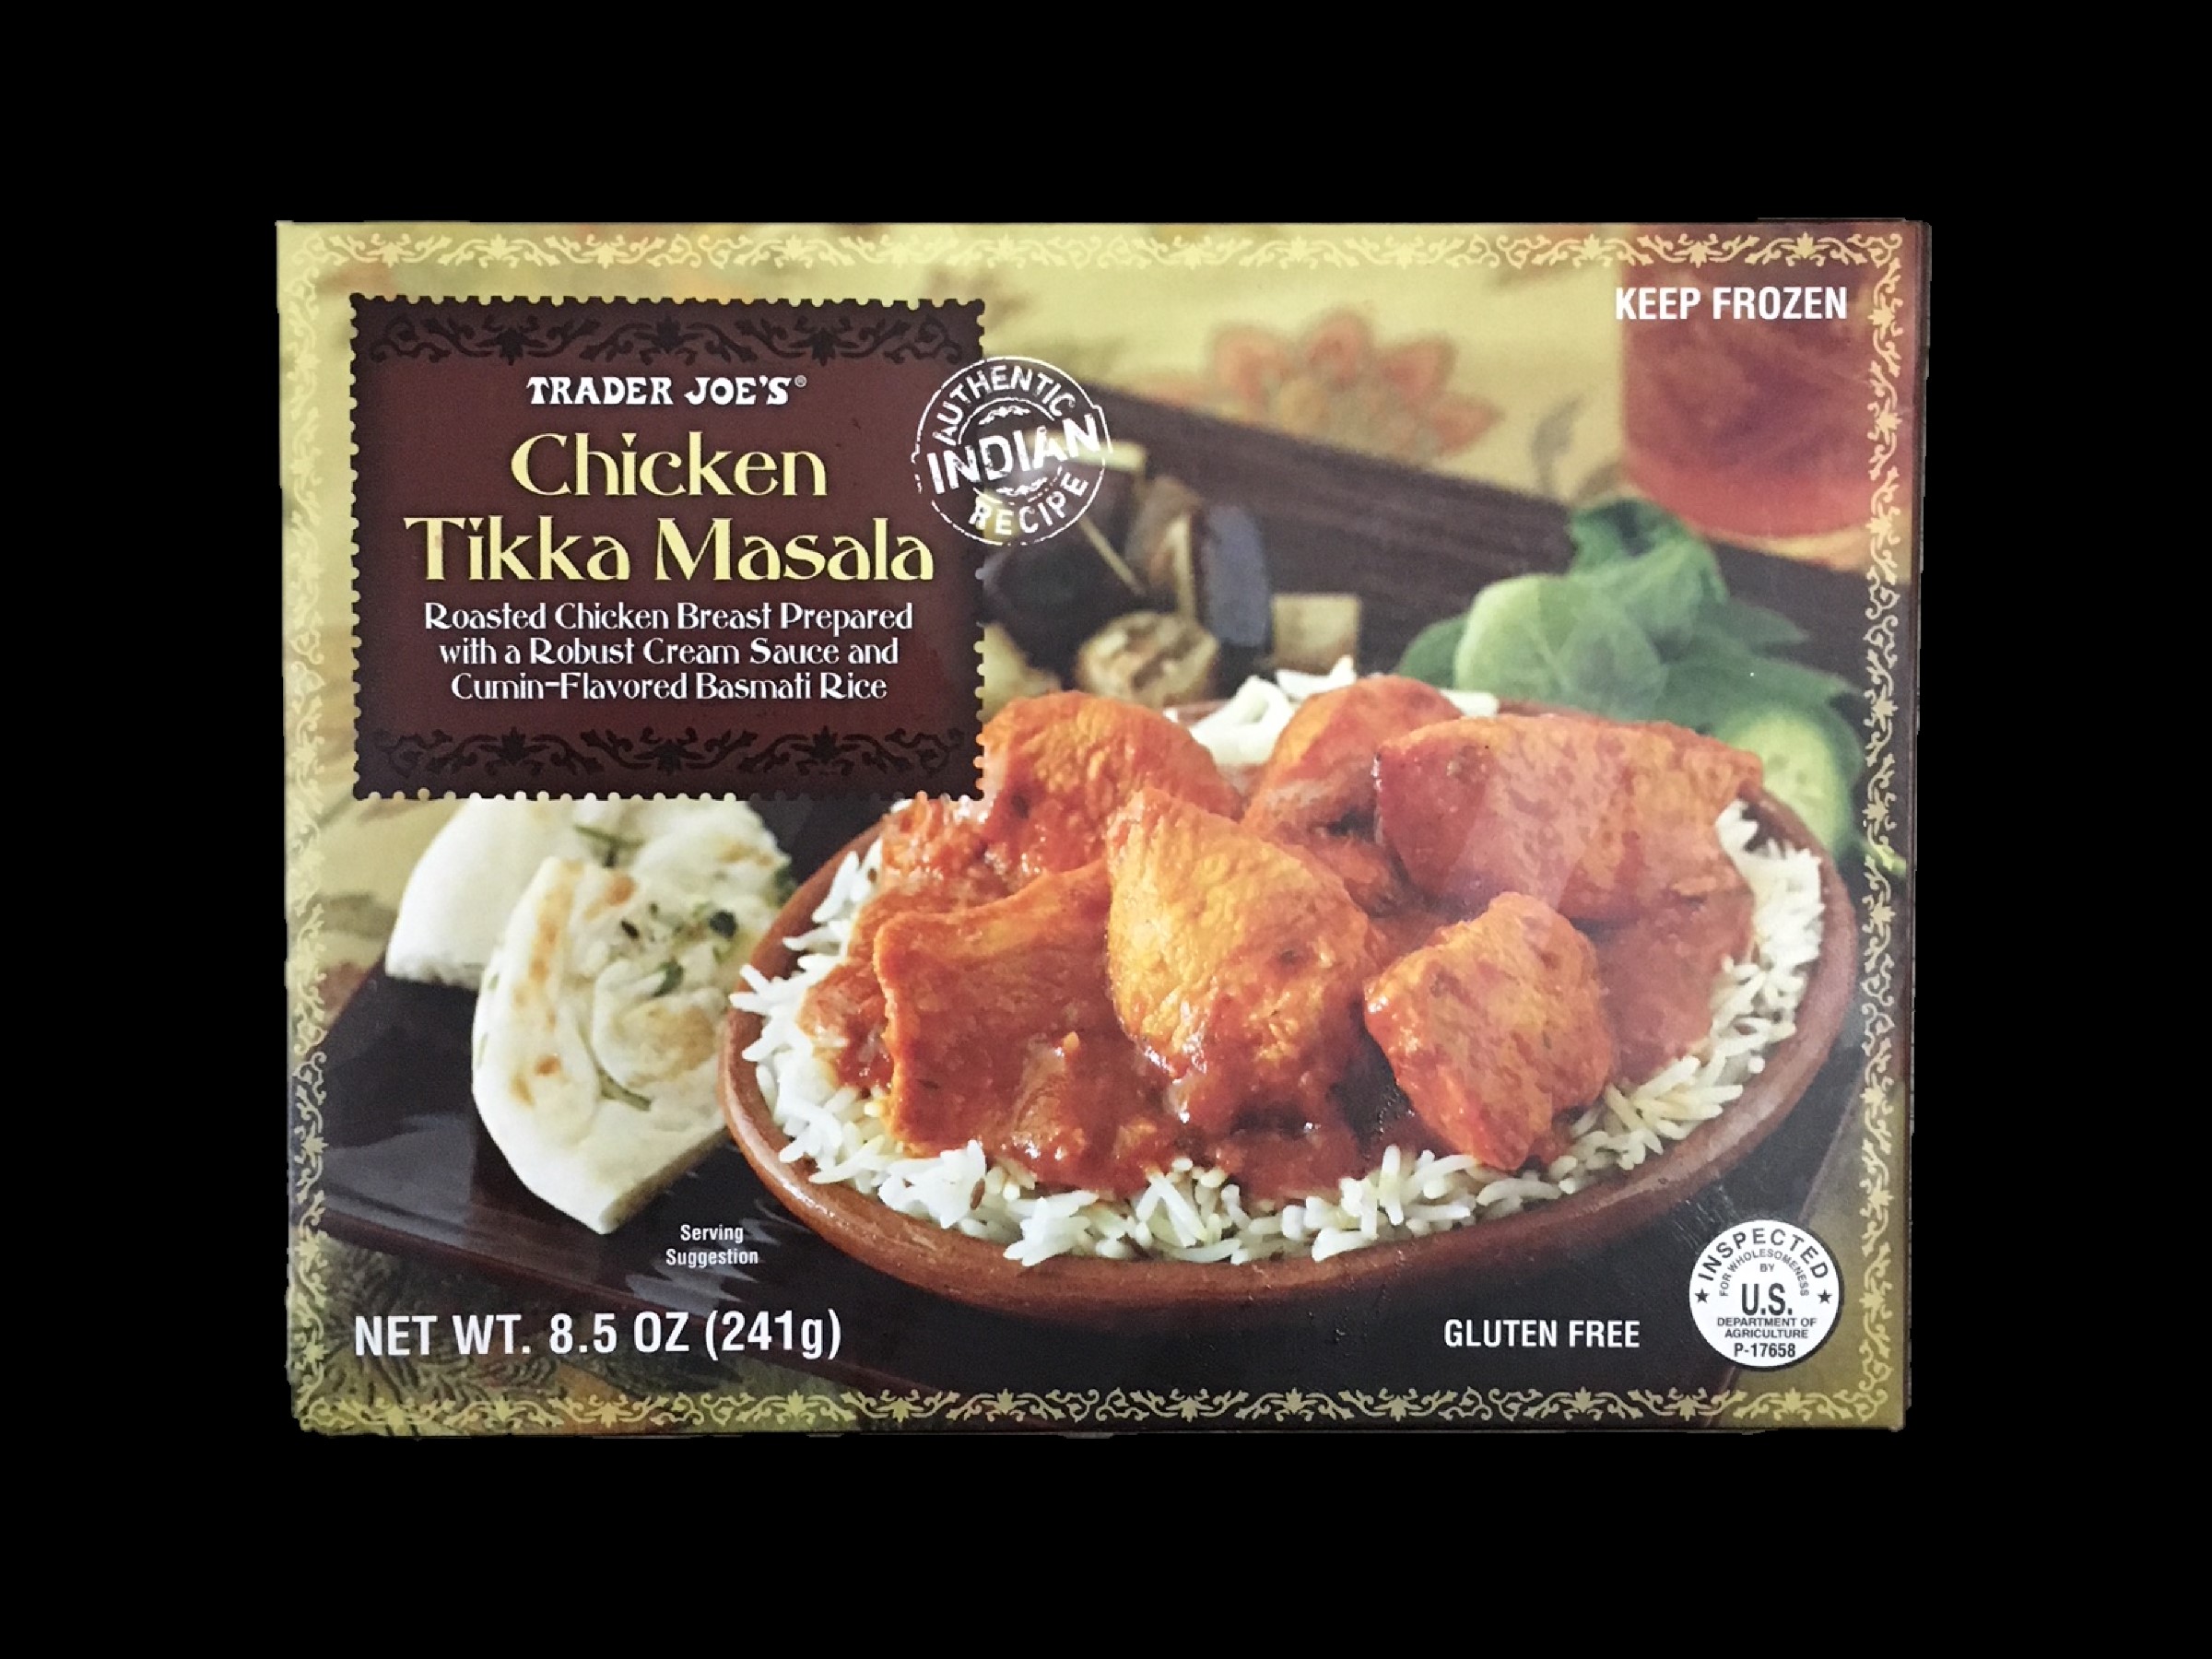 KEEP FROZEN
TRADER JOE'S®
Chicken
Tikka Masala
Roasted Chicken Breast Prepared
with a Robust Cream Sauce and
Cumin-Flavored Basmati Rice
AUTHENTIC
INDIAN
RECIPE
Serving
Suggestion
NET WT. 8.5 OZ (241g)
GLUTEN FREE
INSPECTED
FOR WHOLESOMENESS
BY
U.S.
DEPARTMENT OF
AGRICULTURE
P-17658